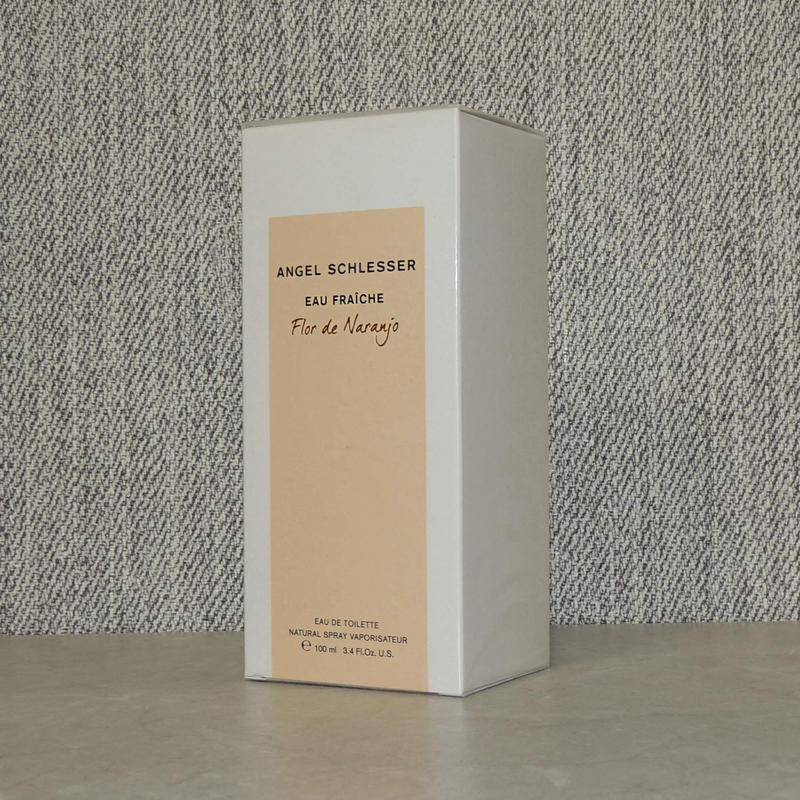 ANGEL SCHLESSER
EAU FRAÎCHE
Flor de Naranjo
EAU DE TOILETTE
NATURAL SPRAY VAPORISATEUR
℮ 100 ml 3.4 Fl.Oz. U.S.